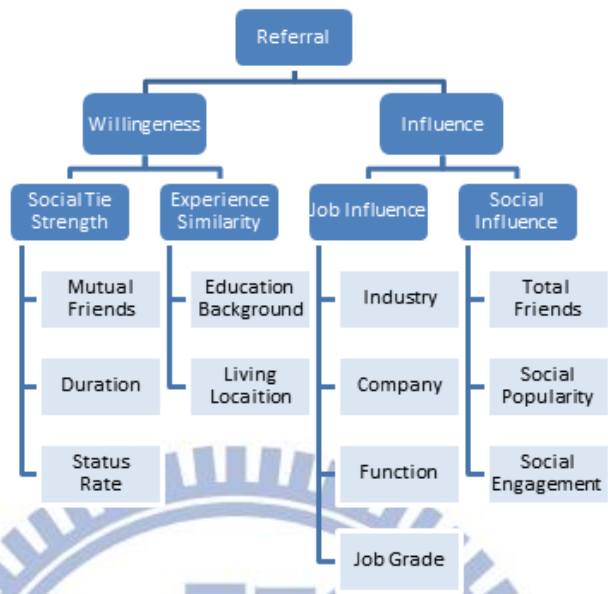 Referral
Willingeness
Influence
Social Tie
Strength
Experience
Similarity
Job Influence
Social
Influence
Mutual
Friends
Education
Background
Industry
Total
Friends
Duration
Living
Locaition
Company
Social
Popularity
Status
Rate
Function
Social
Engagement
Job Grade